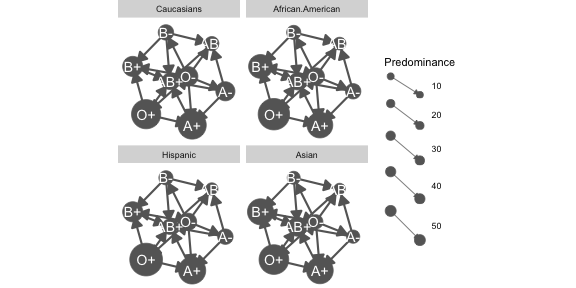 Caucasians
B-
AB-
B+
AB+
O-
A-
O+
A+
African.American
B-
AB-
B+
AB+
O-
A-
O+
A+
Hispanic
B-
AB-
B+
AB+
O-
A-
O+
A+
Asian
B-
AB-
B+
AB+
O-
A-
O+
A+
Predominance
10
20
30
40
50